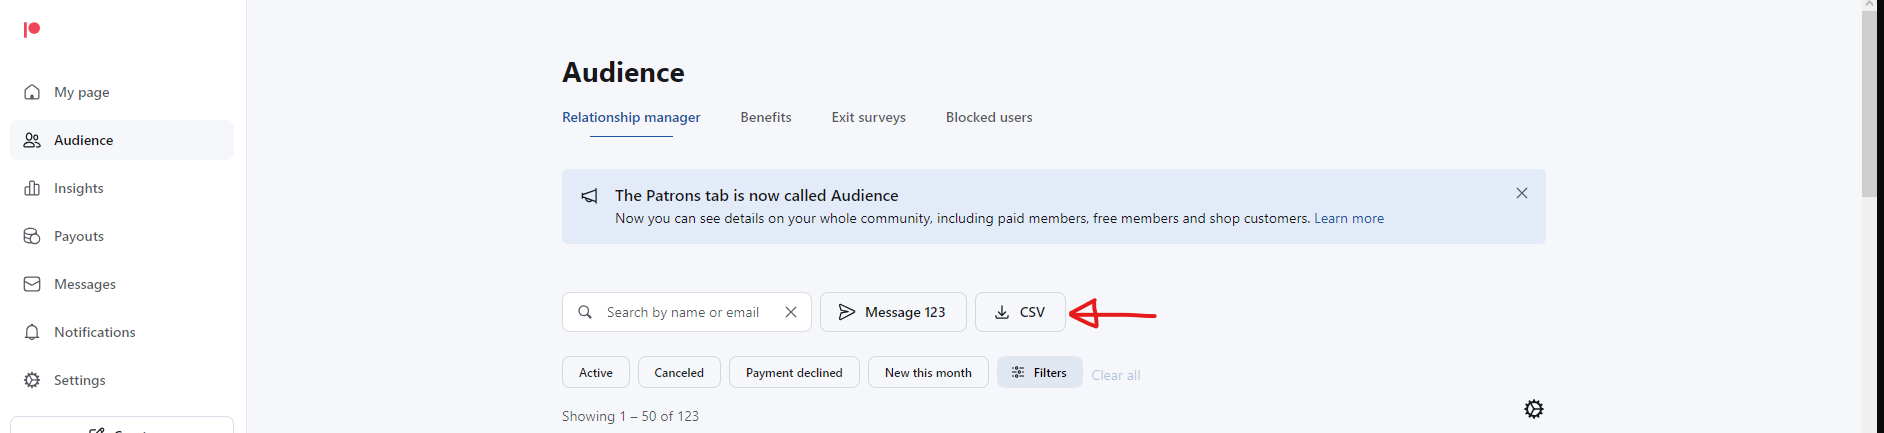 My page
Audience
Insights
Payouts
Messages
Notifications
Settings
Audience
Relationship manager Benefits Exit surveys Blocked users
The Patrons tab is now called Audience
Now you can see details on your whole community, including paid members, free members and shop customers. Learn more
Search by name or email Message 123 CSV
Active Canceled Payment declined New this month Filters Clear all
Showing 1 – 50 of 123